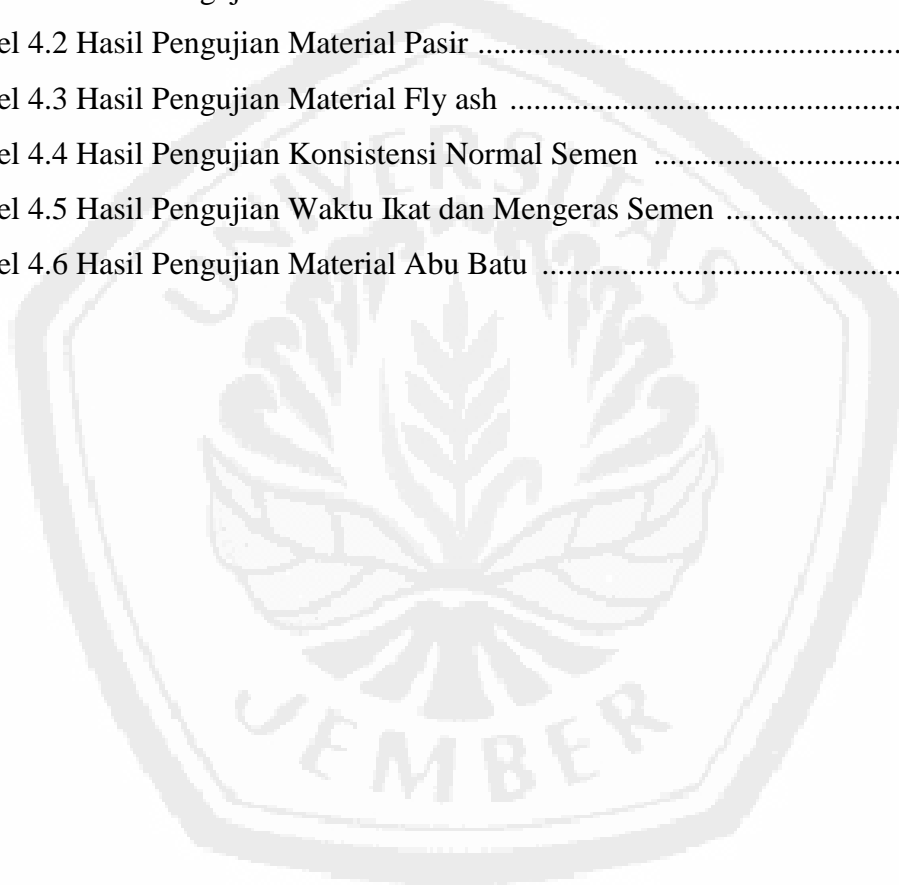 el 4.2 Hasil Pengujian Material Pasir ..................................................
el 4.3 Hasil Pengujian Material Fly ash ..............................................
el 4.4 Hasil Pengujian Konsistensi Normal Semen .............................
el 4.5 Hasil Pengujian Waktu Ikat dan Mengeras Semen ....................
el 4.6 Hasil Pengujian Material Abu Batu ..........................................
UNIVERSITAS
JEMBER